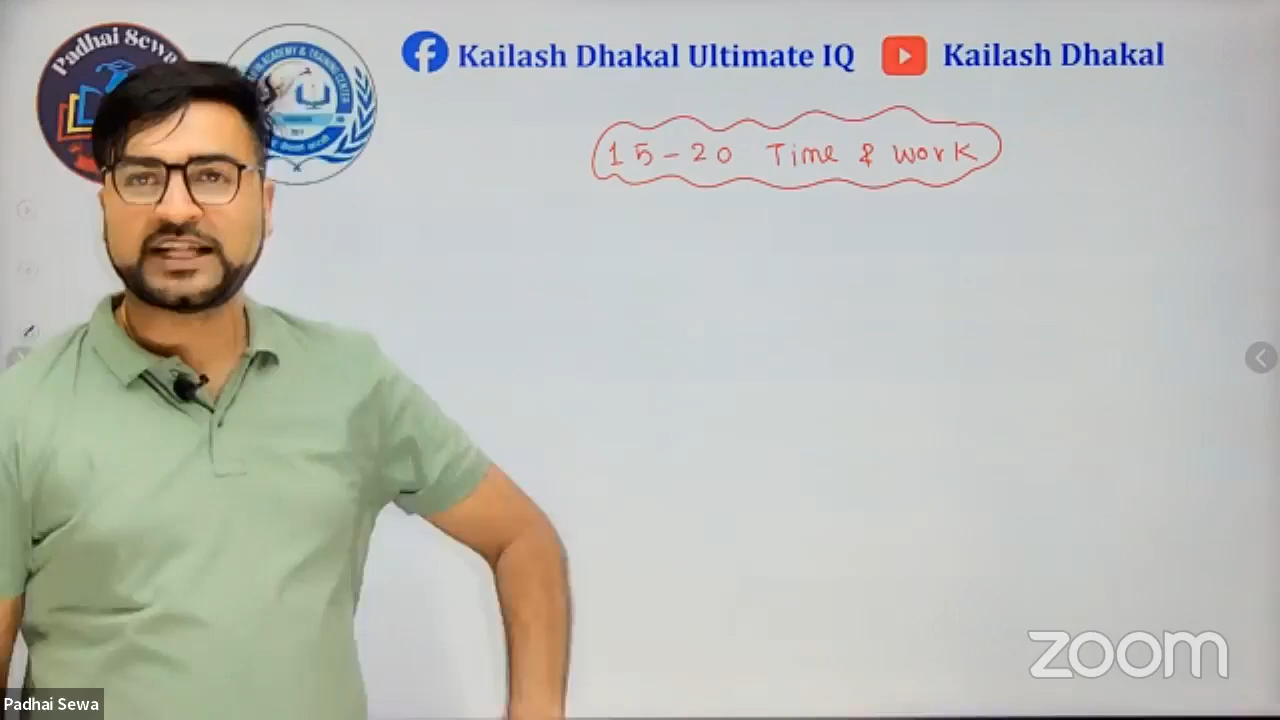 Padhai Sewa
Kailash Dhakal Ultimate IQ
Kailash Dhakal
15-20 Time & work
zoom
Padhai Sewa